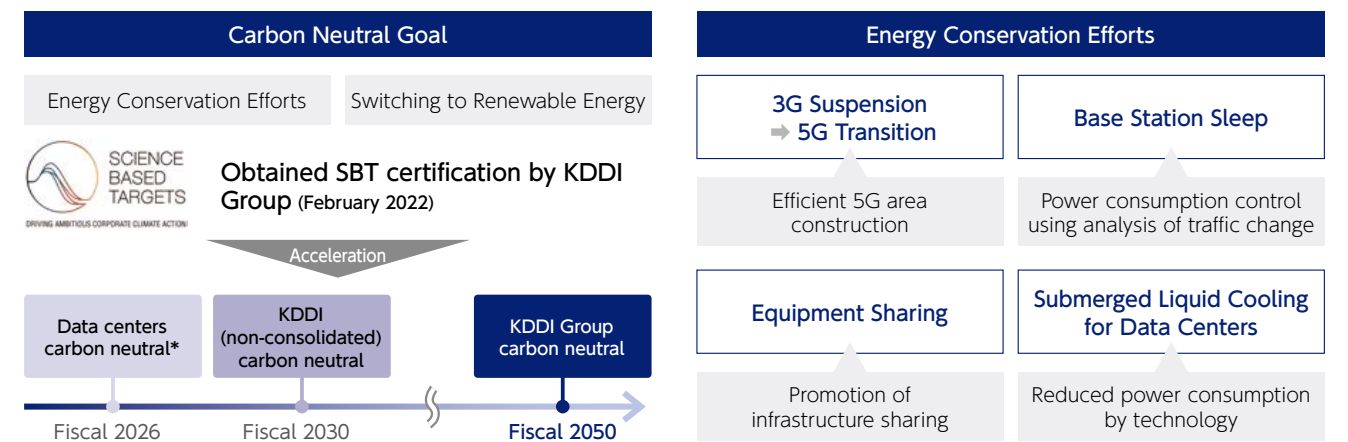 Carbon Neutral Goal
Energy Conservation Efforts
Switching to Renewable Energy
SCIENCE
BASED
TARGETS
DRIVING AMBITIOUS CORPORATE CLIMATE ACTION
Obtained SBT certification by KDDI
Group (February 2022)
Acceleration
Data centers
carbon neutral*
KDDI
(non-consolidated)
carbon neutral
KDDI Group
carbon neutral
Fiscal 2026
Fiscal 2030
Fiscal 2050
Energy Conservation Efforts
3G Suspension
➡ 5G Transition
Efficient 5G area
construction
Base Station Sleep
Power consumption control
using analysis of traffic change
Equipment Sharing
Promotion of
infrastructure sharing
Submerged Liquid Cooling
for Data Centers
Reduced power consumption
by technology